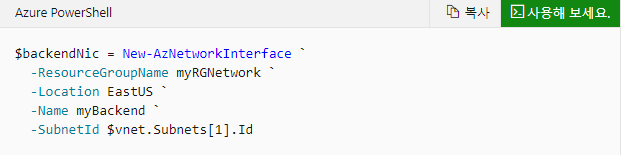 Azure PowerShell
복사
사용해 보세요.
$backendNic = New-AzNetworkInterface `
  -ResourceGroupName myRGNetwork `
  -Location EastUS `
  -Name myBackend `
  -SubnetId $vnet.Subnets[1].Id